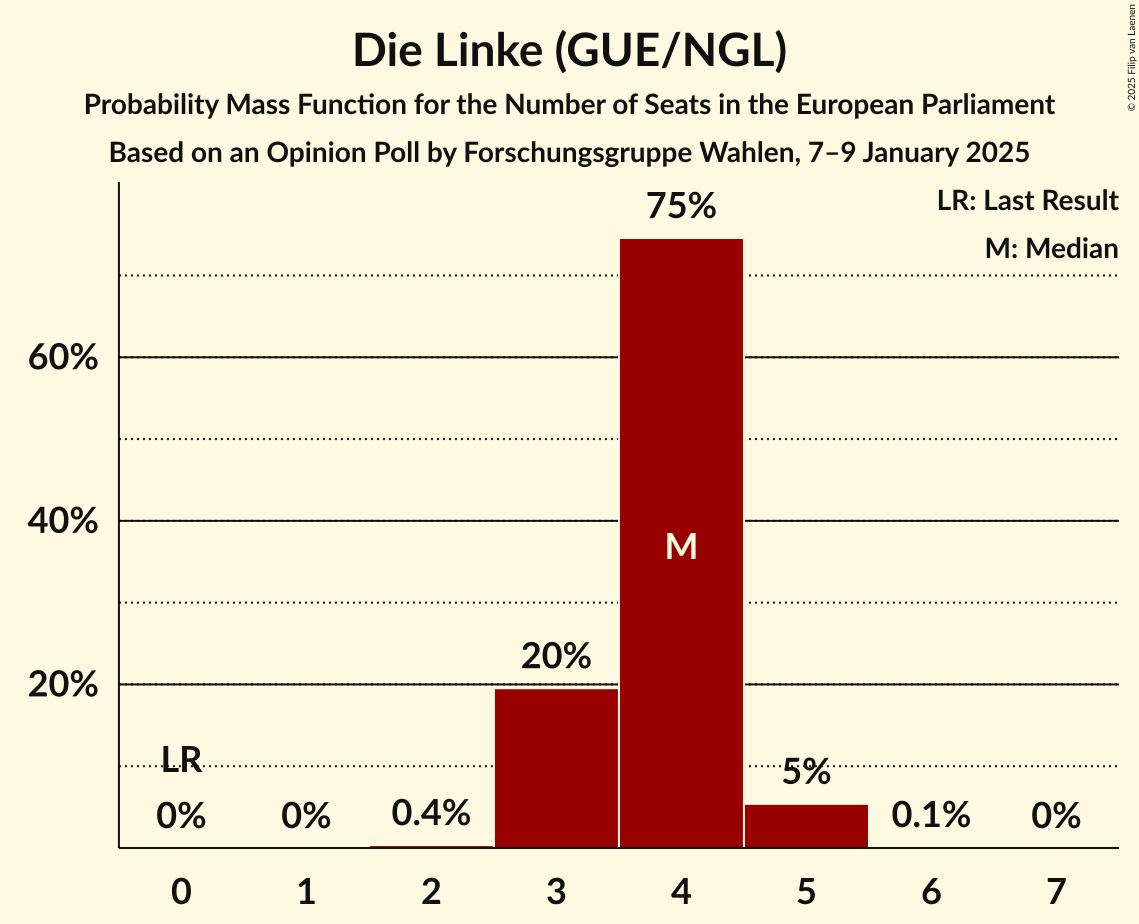 Die Linke (GUE/NGL)
Probability Mass Function for the Number of Seats in the European Parliament
Based on an Opinion Poll by Forschungsgruppe Wahlen, 7–9 January 2025
© 2025 Filip van Laenen
LR: Last Result
M: Median
75%
60%
40%
M
20%
20%
LR
5%
0%
0%
0.4%
0.1%
0%
0 1 2 3 4 5 6 7